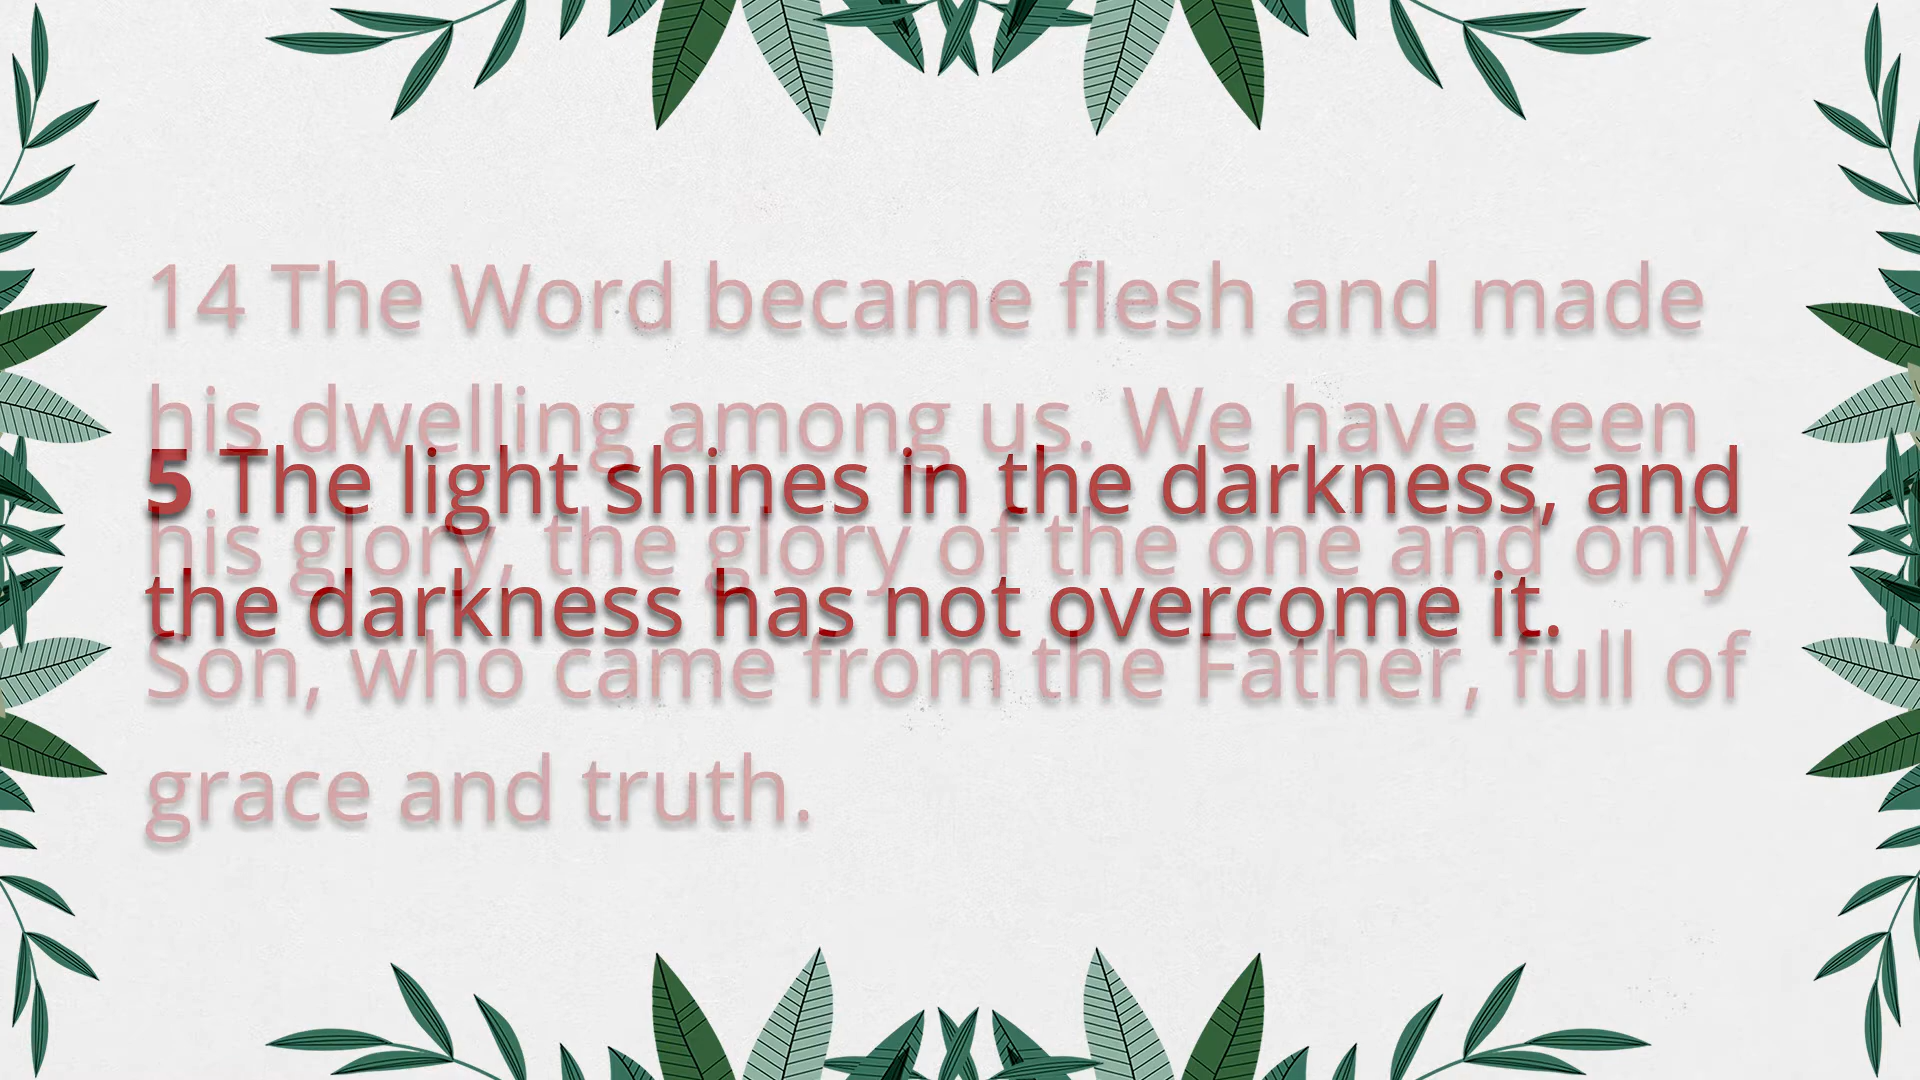 14 The Word became flesh and made
his dwelling among us. We have seen
his glory, the glory of the one and only
Son, who came from the Father, full of
grace and truth.
5 The light shines in the darkness, and
the darkness has not overcome it.